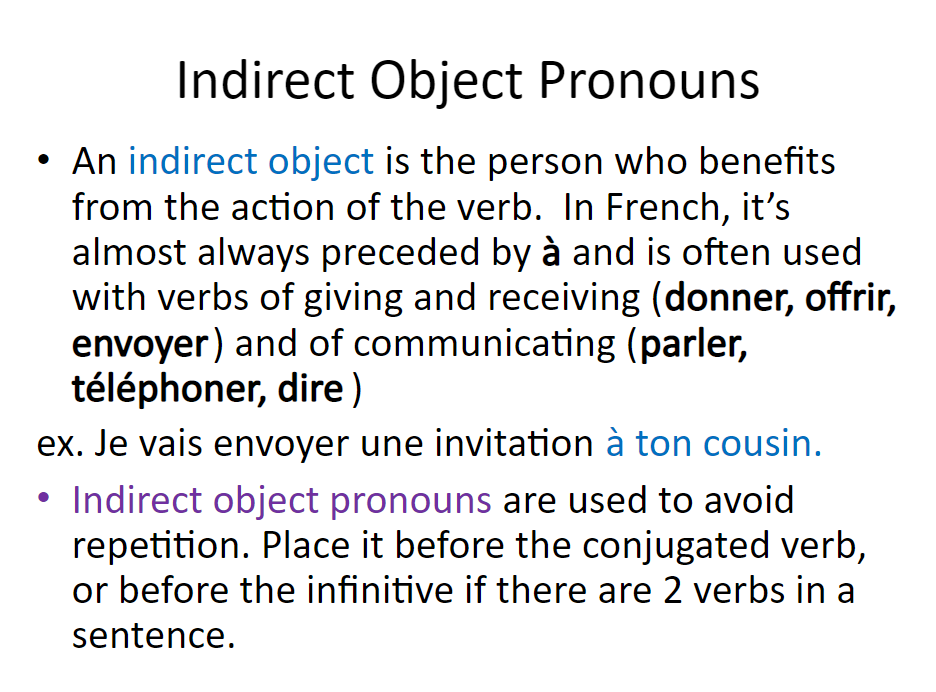 Indirect Object Pronouns
• An indirect object is the person who benefits
from the action of the verb.  In French, it’s
almost always preceded by à and is often used
with verbs of giving and receiving (donner, offrir,
envoyer) and of communicating (parler,
téléphoner, dire )
ex. Je vais envoyer une invitation à ton cousin.
• Indirect object pronouns are used to avoid
repetition. Place it before the conjugated verb,
or before the infinitive if there are 2 verbs in a
sentence.